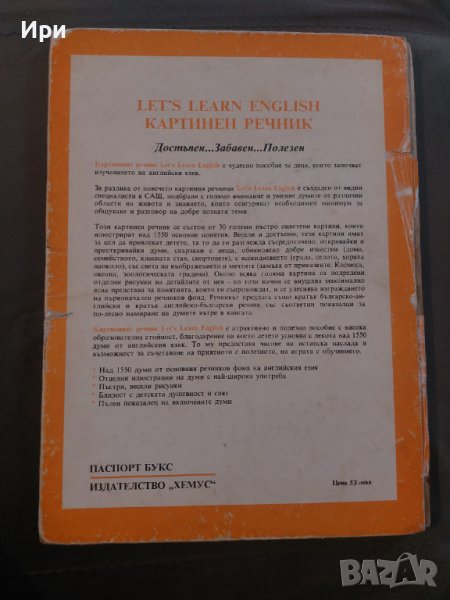 Ири
LET'S LEARN ENGLISH
КАРТИНЕН РЕЧНИК
Достъпен...Забавен...Полезен
Картинният речник Let's Learn English е чудесно пособие за деца, които започват
изучаването на английски език.
За разлика от повечето картинни речници Let's Learn English е създаден от видни
специалисти в САЩ, подбрали с голямо внимание и умение думите от различни
области на живота и знанието, които осигуряват необходимия минимум за
общуване и разговор на добре познати теми.
Този картинен речник се състои от 30 големи пъстро оцветени картини, които
илюстрират над 1550 основни понятия. Весели и достъпни, тези картини имат
за цел да привлекат детето, та то да ги разглежда съсредоточено, откривайки и
преоткривайки думи, свързани с неща, обикновено добре известни (дома,
семейството, класната стая, спортовете), с всекидневието (града, селото, хората
наоколо), със света на въображението и мечтите (замъка от приказките, Космоса,
океана, зоологическата градина). Около всяка голяма картина са подредени
отделни рисунки на детайлите от нея - по този начин се внушава максимално
ясна представа за понятията, които ги съпровождат, и се улеснява изграждането
на първоначалния речников фонд. Речникът предлага също кратък българско-ан-
глийски и кратък английско-български речник със съответни показалци за
по-лесно намиране на думите вътре в книгата.
Картинният речник Let's Learn English е атрактивно и полезно пособие с висока
образователна стойност, благодарение на което детето усвоява с лекота над 1550
думи от английския език. То му предоставя часове на истинска наслада и
възможност за съчетаване на приятното с полезното, на играта с обучението.
• Над 1550 думи от основния речников фонд на английския език
• Отделни илюстрации на думи с най-широка употреба
• Пъстри, весели рисунки
• Близост с детската душевност и свят
• Пълен показалец на включените думи
ПАСПОРТ БУКС
ИЗДАТЕЛСТВО „ХЕМУС“
Цена 53 лева
BAZAR